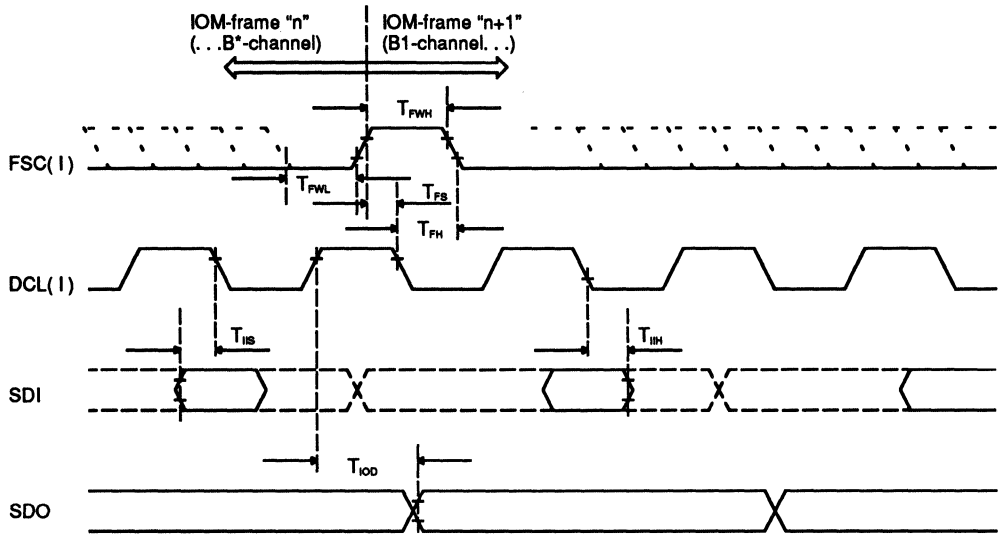 IOM-frame “n”
(. . .B*-channel)
IOM-frame “n+1”
(B1-channel. . .)
TFWH
FSC( I )
TFWL
TFS
TFH
DCL( I )
TIIS
TIIH
SDI
TIOD
SDO